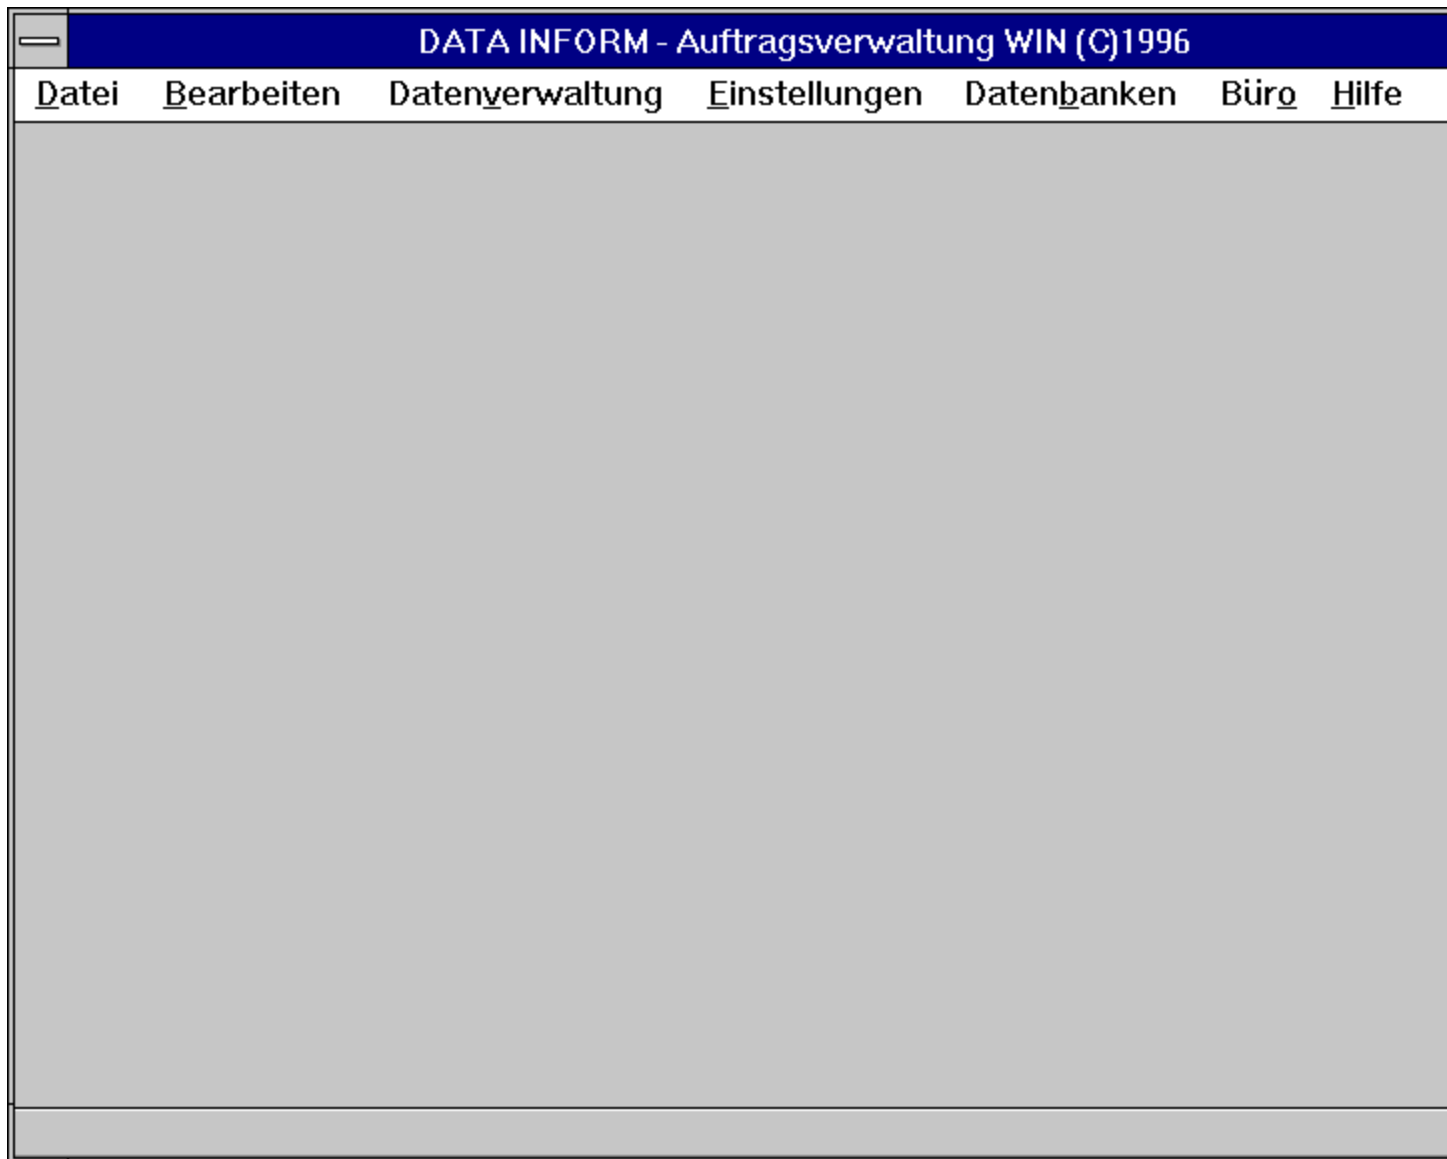 DATA INFORM - Auftragsverwaltung WIN (C)1996
Datei Bearbeiten Datenverwaltung Einstellungen Datenbanken Büro Hilfe